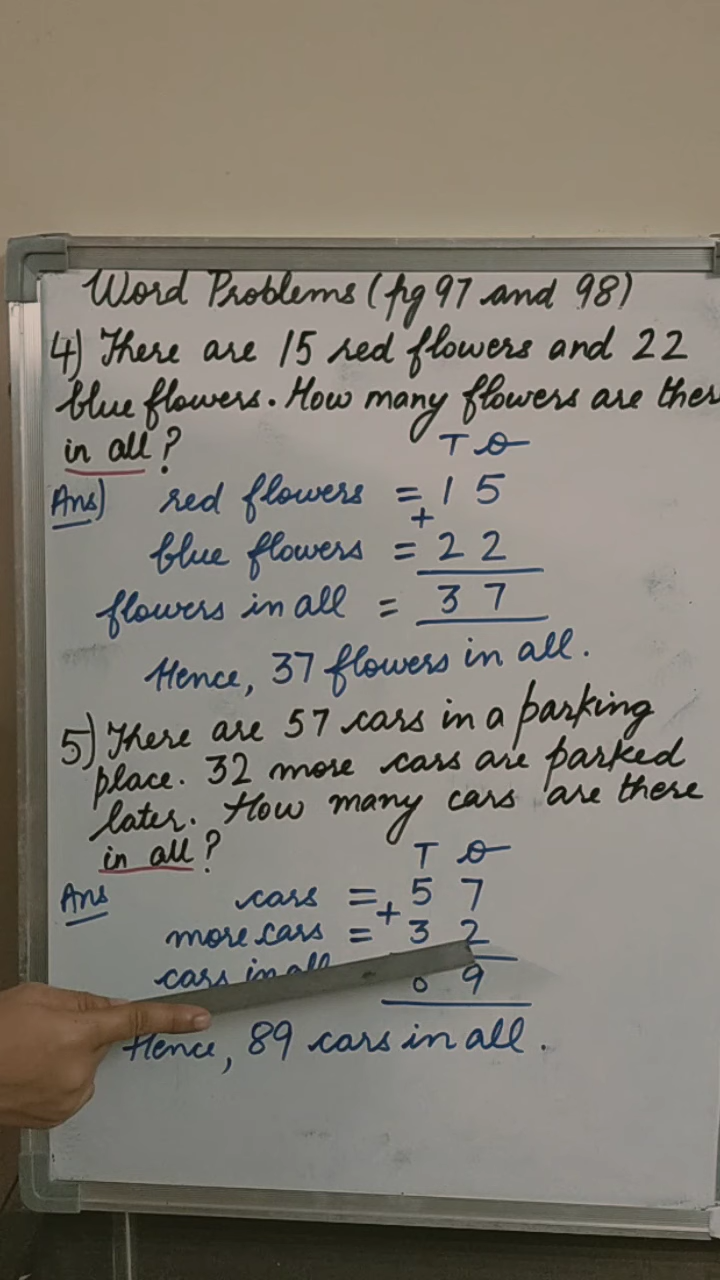 Word Problems (pg 97 and 98)
4) There are 15 red flowers and 22
blue flowers. How many flowers are ther
in all?
T O
Ans) red flowers = 1 5
+
blue flowers = 2 2
flowers in all = 3 7
Hence, 37 flowers in all.
5) There are 57 cars in a parking
place. 32 more cars are parked
later. How many cars are there
in all?
T O
Ans cars = 5 7
+
more cars = 3 2
cars in all 9
Hence, 89 cars in all.